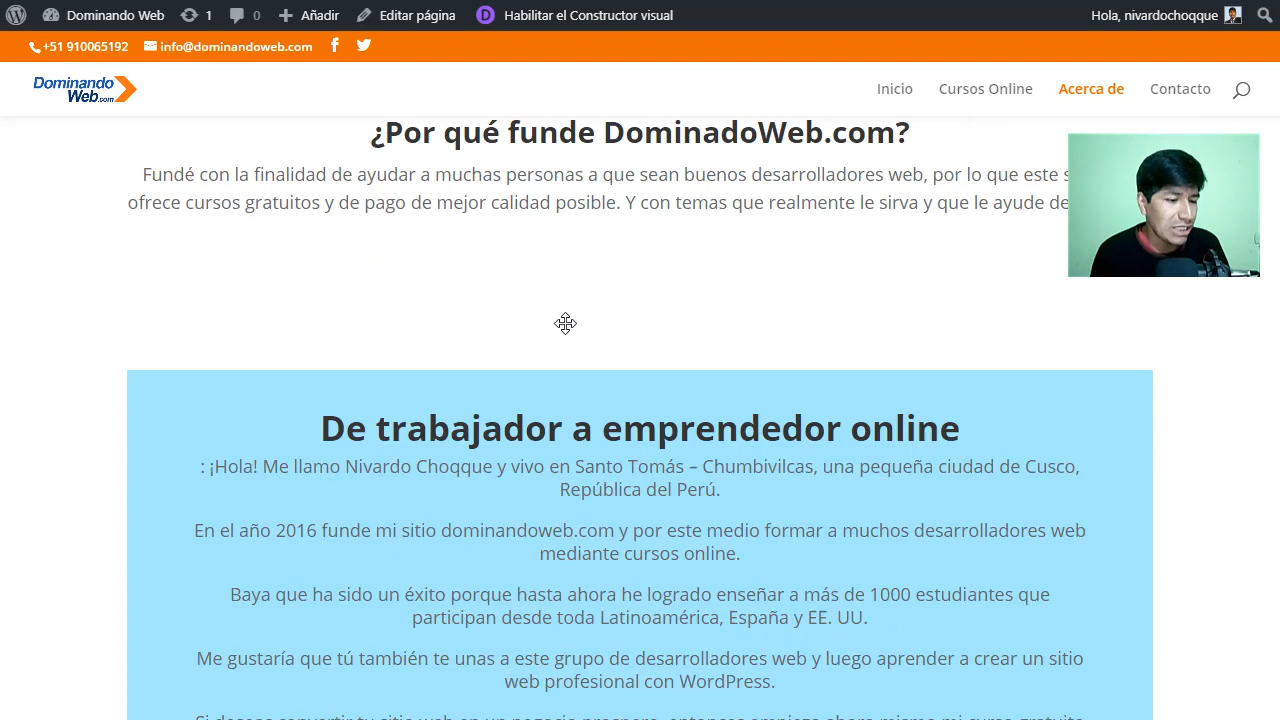 Dominando Web
1
0
Añadir
Editar página
D
Habilitar el Constructor visual
Hola, nivardochoqque
+51 910065192
info@dominandoweb.com
Dominando
Web.com
Inicio
Cursos Online
Acerca de
Contacto
¿Por qué funde DominadoWeb.com?
Fundé con la finalidad de ayudar a muchas personas a que sean buenos desarrolladores web, por lo que este
ofrece cursos gratuitos y de pago de mejor calidad posible. Y con temas que realmente le sirva y que le ayude de
De trabajador a emprendedor online
: ¡Hola! Me llamo Nivardo Choqque y vivo en Santo Tomás – Chumbivilcas, una pequeña ciudad de Cusco,
República del Perú.
En el año 2016 funde mi sitio dominandoweb.com y por este medio formar a muchos desarrolladores web
mediante cursos online.
Baya que ha sido un éxito porque hasta ahora he logrado enseñar a más de 1000 estudiantes que
participan desde toda Latinoamérica, España y EE. UU.
Me gustaría que tú también te unas a este grupo de desarrolladores web y luego aprender a crear un sitio
web profesional con WordPress.